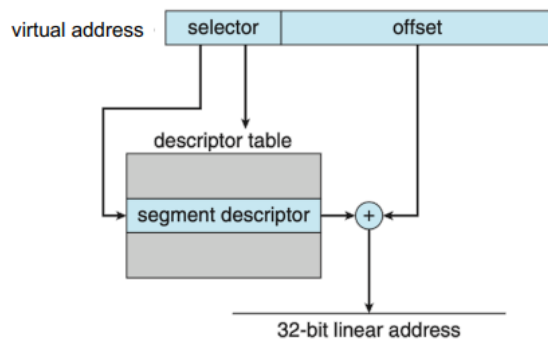 virtual address
selector
offset
descriptor table
segment descriptor
+
32-bit linear address